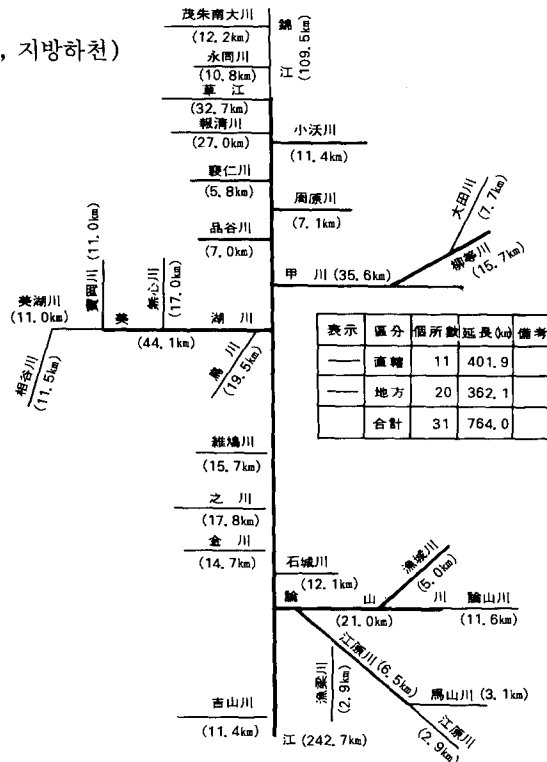 , 지방하천)
茂朱南大川
(12.2km)
錦
江
(109.5km)
永同川
(10.8km)
草江
(32.7km)
報清川
(27.0km)
小沃川
(11.4km)
懷仁川
(5.8km)
周原川
(7.1km)
品谷川
(7.0km)
大田川
(7.7km)
柳等川
(15.7km)
甲川 (35.6km)
寶岡川 (11.0km)
無心川
(17.0km)
美湖川
(11.0km)
美 湖 川
(44.1km)
相谷川
(11.5km)
鳥川
(19.5km)
表示 區分 個所數 延長(km) 備考
直轄 11 401.9
地方 20 362.1
合計 31 764.0
維鳩川
(15.7km)
之川
(17.8km)
金川
(14.7km)
石城川
(12.1km)
漁城川
(5.0km)
論山川
(21.0km)
論山川
(11.6km)
江原川 (6.5km)
漁梁川
(2.9km)
馬山川 (3.1km)
江原川
(2.9km)
吉山川
(11.4km)
江 (242.7km)